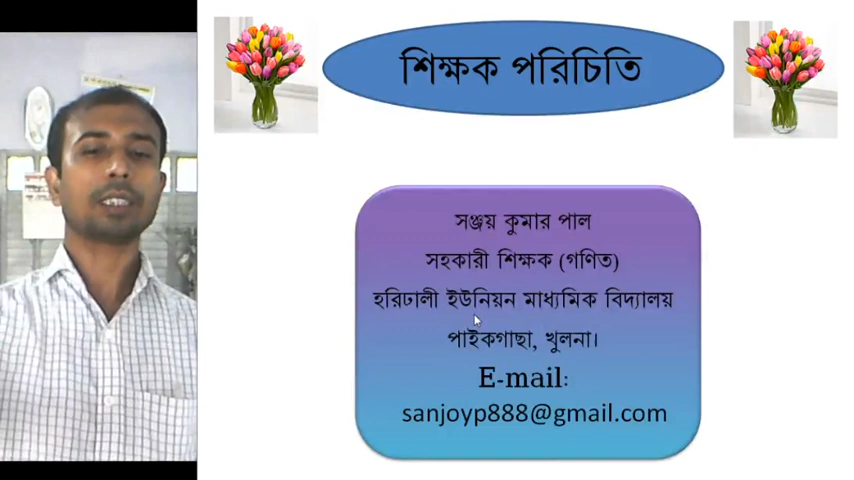 শিক্ষক পরিচিতি
সঞ্জয় কুমার পাল
সহকারী শিক্ষক (গণিত)
হরিঢালী ইউনিয়ন মাধ্যমিক বিদ্যালয়
পাইকগাছা, খুলনা।
E-mail:
sanjoyp888@gmail.com